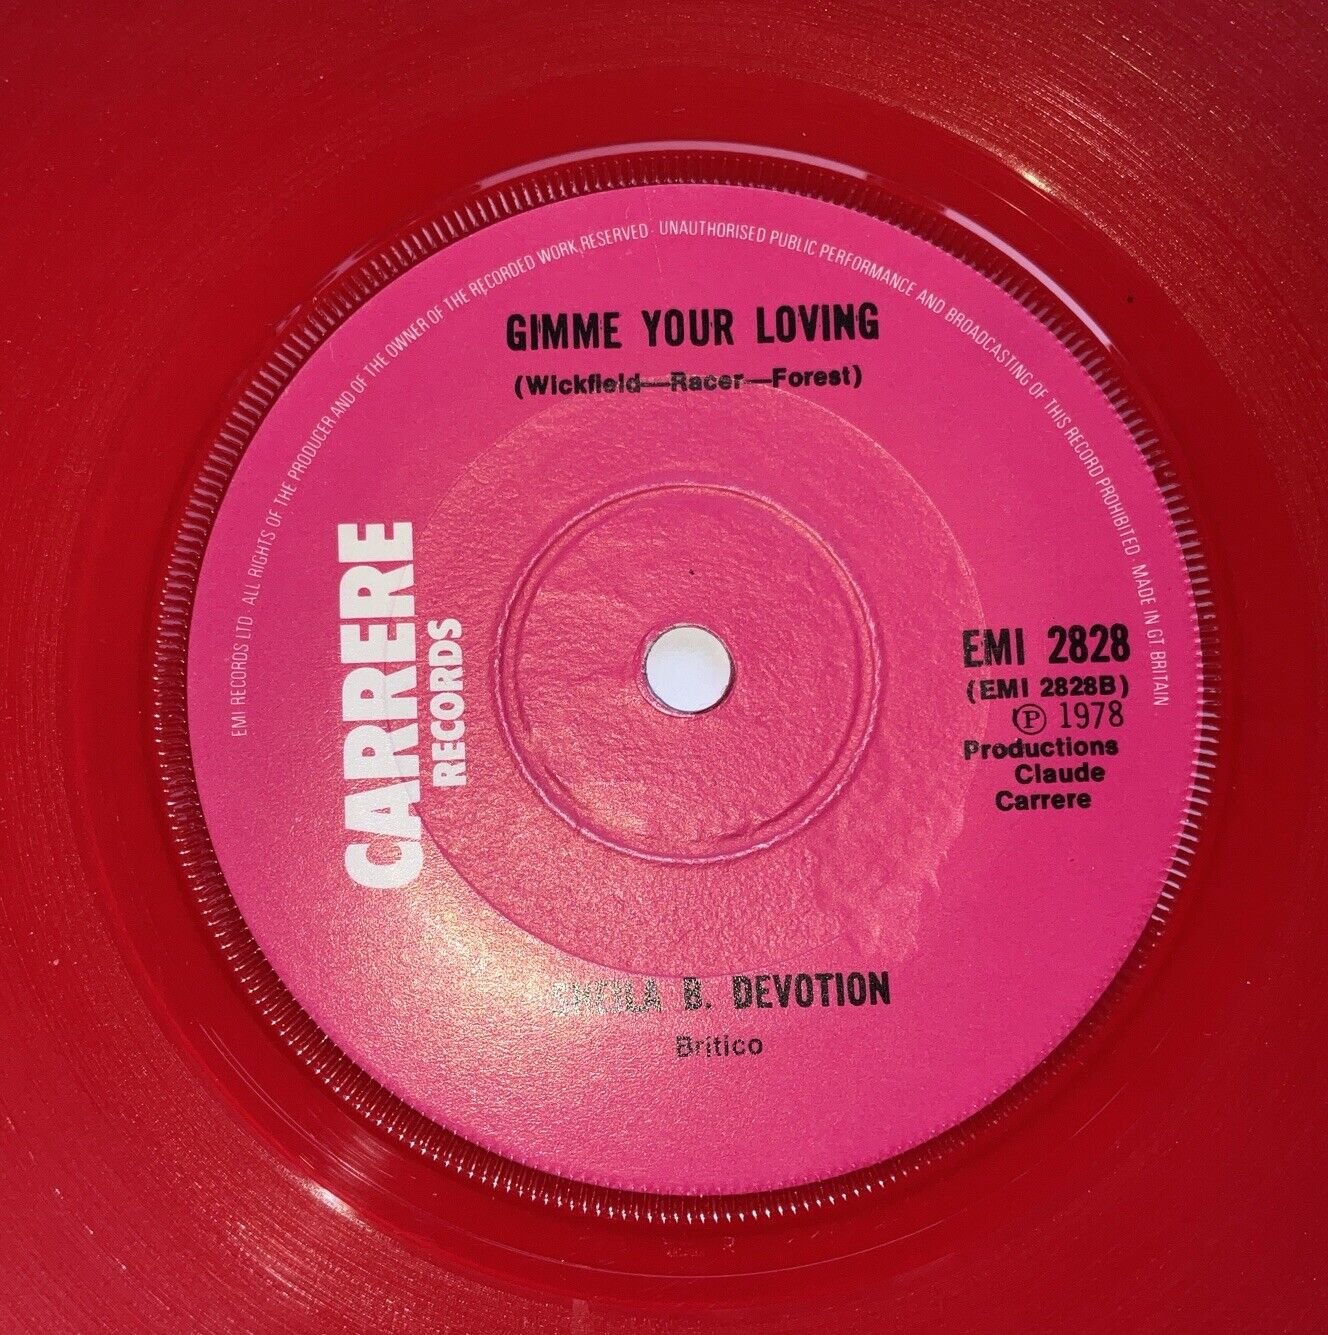 EMI RECORDS LTD ALL RIGHTS OF THE PRODUCER AND OF THE OWNER OF THE RECORDED WORK RESERVED · UNAUTHORISED PUBLIC PERFORMANCE AND BROADCASTING OF THIS RECORD PROHIBITED MADE IN GT BRITAIN
GIMME YOUR LOVING
(Wickfield—Racer—Forest)
CARRERE
RECORDS
EMI 2828
(EMI 2828B)
℗ 1978
Productions
Claude
Carrere
SHEILA B. DEVOTION
Britico